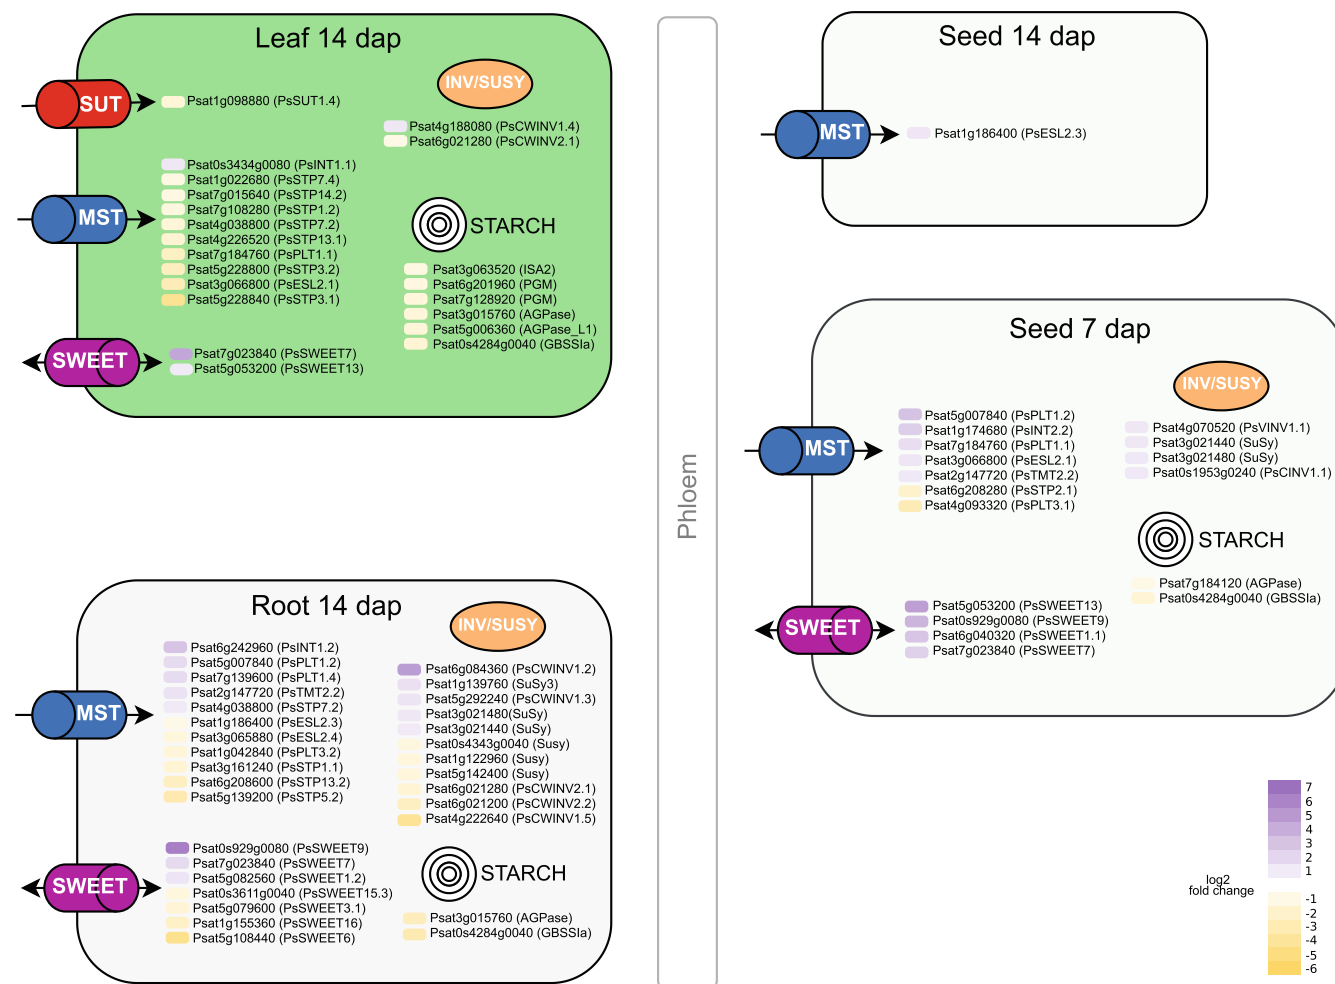 Leaf 14 dap
SUT
Psat1g098880 (PsSUT1.4)
INV/SUSY
Psat4g188080 (PsCWINV1.4)
Psat6g021280 (PsCWINV2.1)
MST
Psat0s3434g0080 (PsINT1.1)
Psat1g022680 (PsSTP7.4)
Psat7g015640 (PsSTP14.2)
Psat7g108280 (PsSTP1.2)
Psat4g038800 (PsSTP7.2)
Psat4g226520 (PsSTP13.1)
Psat7g184760 (PsPLT1.1)
Psat5g228800 (PsSTP3.2)
Psat3g066800 (PsESL2.1)
Psat5g228840 (PsSTP3.1)
STARCH
Psat3g063520 (ISA2)
Psat6g201960 (PGM)
Psat7g128920 (PGM)
Psat3g015760 (AGPase)
Psat5g006360 (AGPase_L1)
Psat0s4284g0040 (GBSSIa)
SWEET
Psat7g023840 (PsSWEET7)
Psat5g053200 (PsSWEET13)
Phloem
Seed 14 dap
MST
Psat1g186400 (PsESL2.3)
Seed 7 dap
INV/SUSY
Psat4g070520 (PsVINV1.1)
Psat3g021440 (SuSy)
Psat3g021480 (SuSy)
Psat0s1953g0240 (PsCINV1.1)
MST
Psat5g007840 (PsPLT1.2)
Psat1g174680 (PsINT2.2)
Psat7g184760 (PsPLT1.1)
Psat3g066800 (PsESL2.1)
Psat2g147720 (PsTMT2.2)
Psat6g208280 (PsSTP2.1)
Psat4g093320 (PsPLT3.1)
STARCH
Psat7g184120 (AGPase)
Psat0s4284g0040 (GBSSIa)
SWEET
Psat5g053200 (PsSWEET13)
Psat0s929g0080 (PsSWEET9)
Psat6g040320 (PsSWEET1.1)
Psat7g023840 (PsSWEET7)
Root 14 dap
INV/SUSY
Psat6g084360 (PsCWINV1.2)
Psat1g139760 (SuSy3)
Psat5g292240 (PsCWINV1.3)
Psat3g021480(SuSy)
Psat3g021440 (SuSy)
Psat0s4343g0040 (Susy)
Psat1g122960 (Susy)
Psat5g142400 (Susy)
Psat6g021280 (PsCWINV2.1)
Psat6g021200 (PsCWINV2.2)
Psat4g222640 (PsCWINV1.5)
MST
Psat6g242960 (PsINT1.2)
Psat5g007840 (PsPLT1.2)
Psat7g139600 (PsPLT1.4)
Psat2g147720 (PsTMT2.2)
Psat4g038800 (PsSTP7.2)
Psat1g186400 (PsESL2.3)
Psat3g065880 (PsESL2.4)
Psat1g042840 (PsPLT3.2)
Psat3g161240 (PsSTP1.1)
Psat6g208600 (PsSTP13.2)
Psat5g139200 (PsSTP5.2)
SWEET
Psat0s929g0080 (PsSWEET9)
Psat7g023840 (PsSWEET7)
Psat5g082560 (PsSWEET1.2)
Psat0s3611g0040 (PsSWEET15.3)
Psat5g079600 (PsSWEET3.1)
Psat1g155360 (PsSWEET16)
Psat5g108440 (PsSWEET6)
STARCH
Psat3g015760 (AGPase)
Psat0s4284g0040 (GBSSIa)
log2
fold change
7
6
5
4
3
2
1
-1
-2
-3
-4
-5
-6